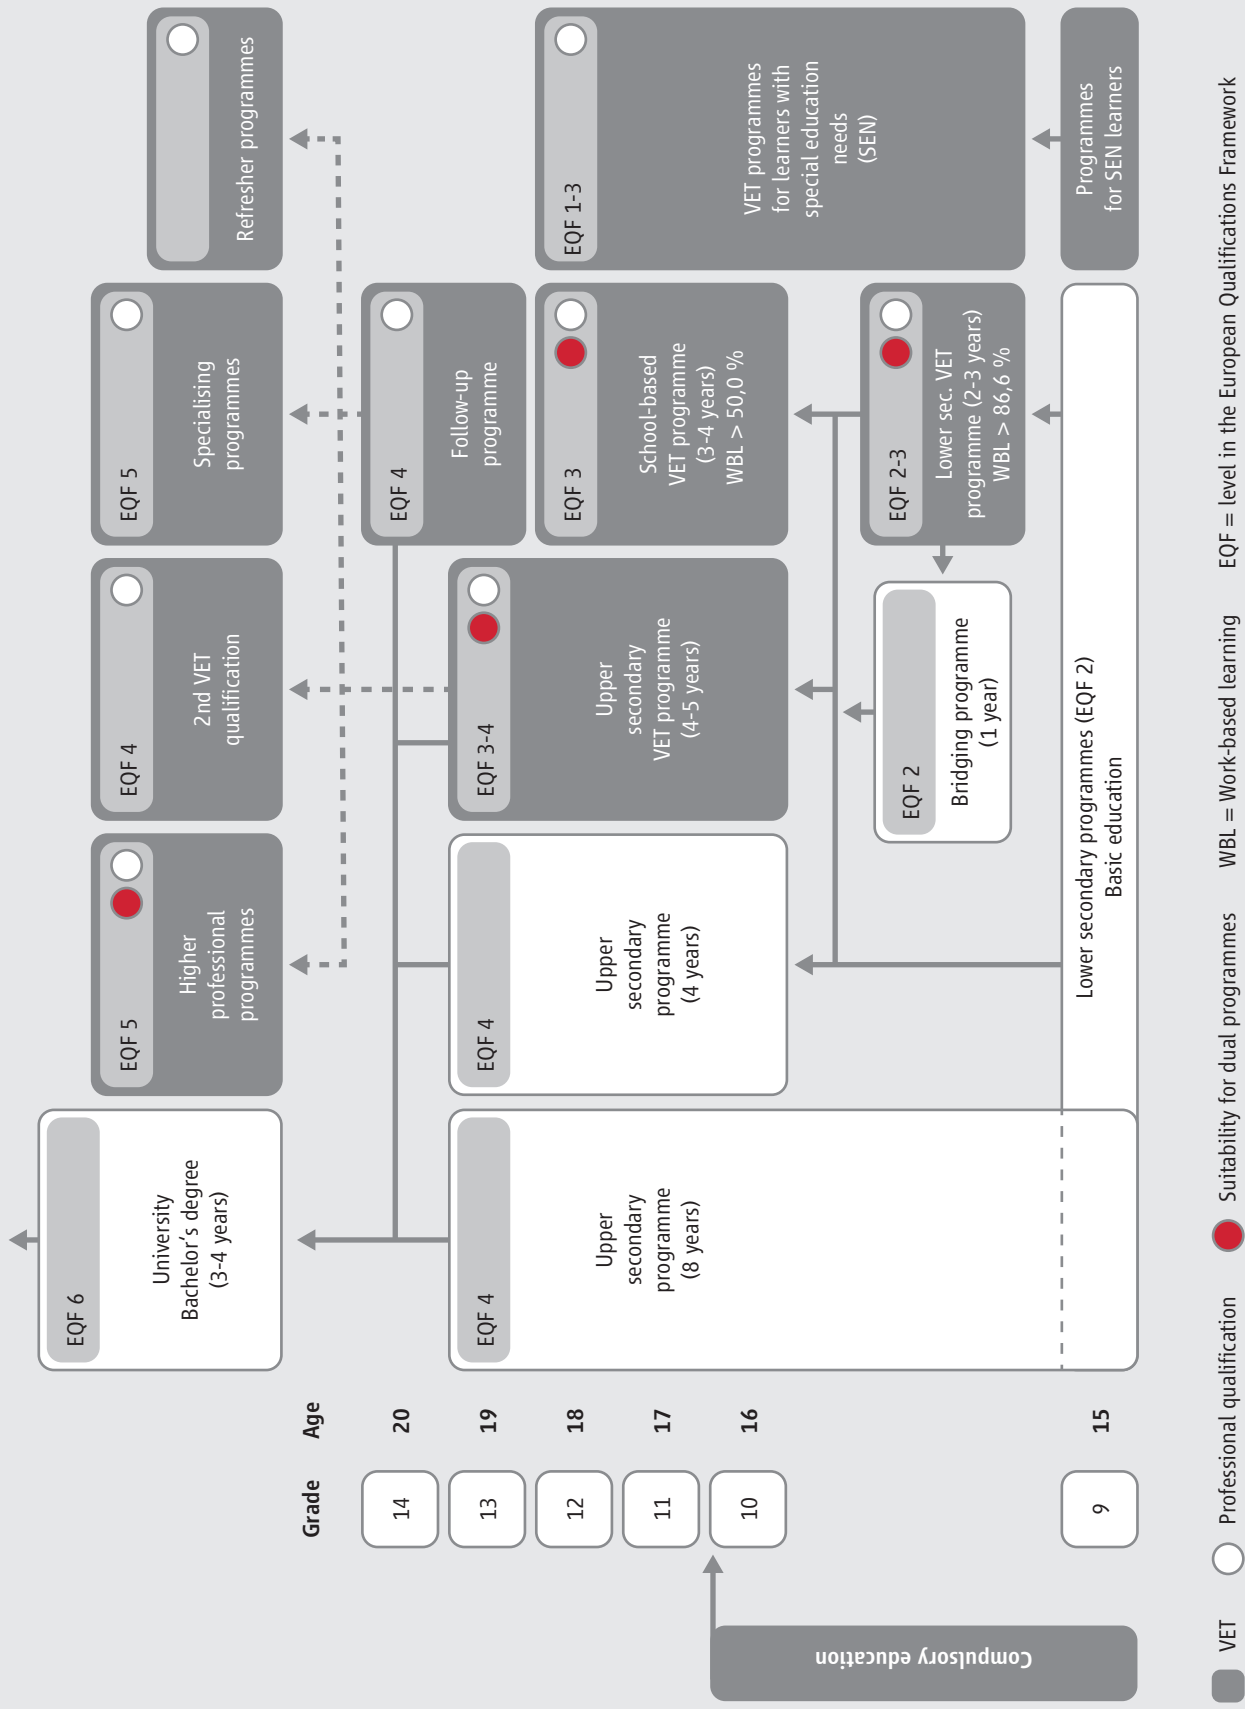 EQF 6
University
Bachelor's degree
(3-4 years)
EQF 5
Higher
professional
programmes
EQF 4
2nd VET
qualification
EQF 5
Specialising
programmes
Refresher programmes
Grade
Age
14
20
13
19
12
18
11
17
10
16
9
15
Compulsory education
EQF 4
Upper
secondary
programme
(8 years)
EQF 4
Upper
secondary
programme
(4 years)
EQF 3-4
Upper
secondary
VET programme
(4-5 years)
EQF 4
Follow-up
programme
EQF 3
School-based
VET programme
(3-4 years)
WBL > 50,0 %
EQF 1-3
VET programmes
for learners with
special education
needs
(SEN)
EQF 2
Bridging programme
(1 year)
EQF 2-3
Lower sec. VET
programme (2-3 years)
WBL > 86,6 %
Lower secondary programmes (EQF 2)
Basic education
Programmes
for SEN learners
VET
Professional qualification
Suitability for dual programmes
WBL = Work-based learning
EQF = level in the European Qualifications Framework